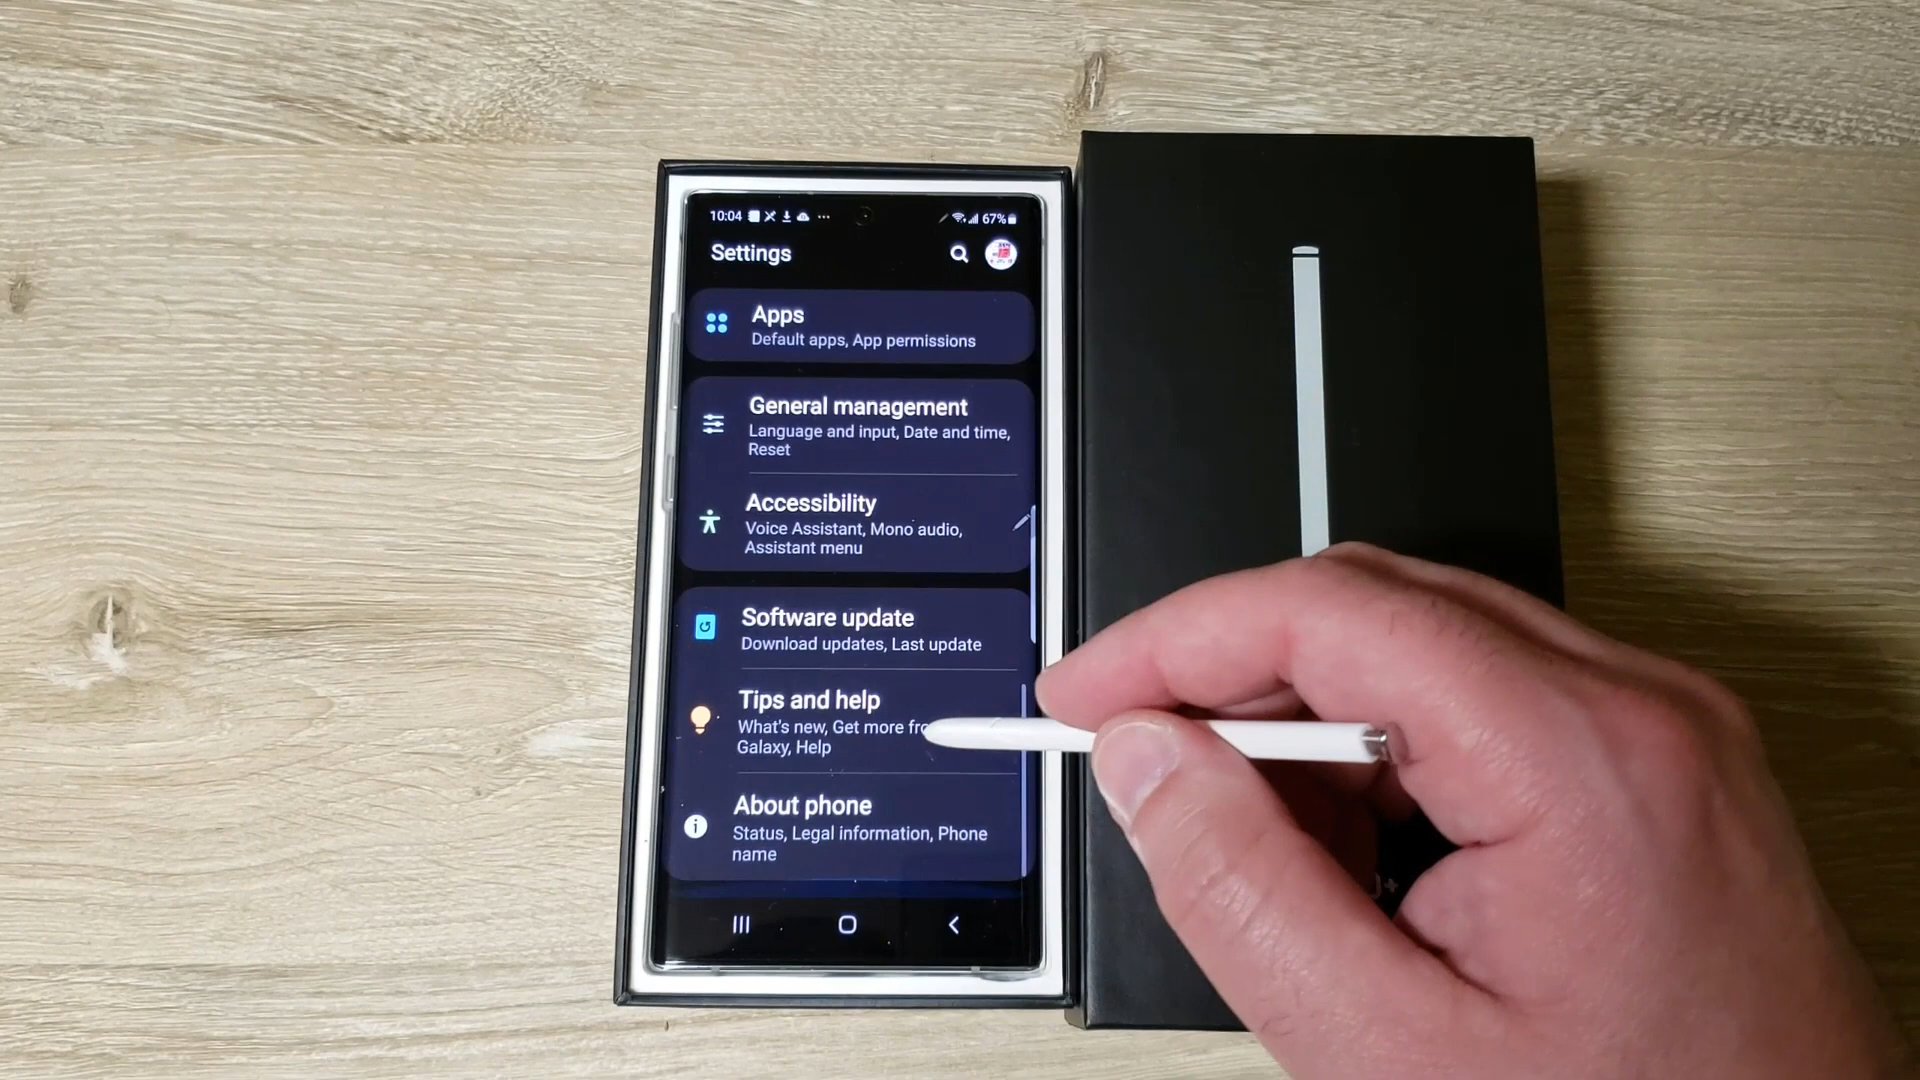 10:04
67%
Settings
Apps
Default apps, App permissions
General management
Language and input, Date and time,
Reset
Accessibility
Voice Assistant, Mono audio,
Assistant menu
Software update
Download updates, Last update
Tips and help
What's new, Get more
Galaxy, Help
About phone
Status, Legal information, Phone
name